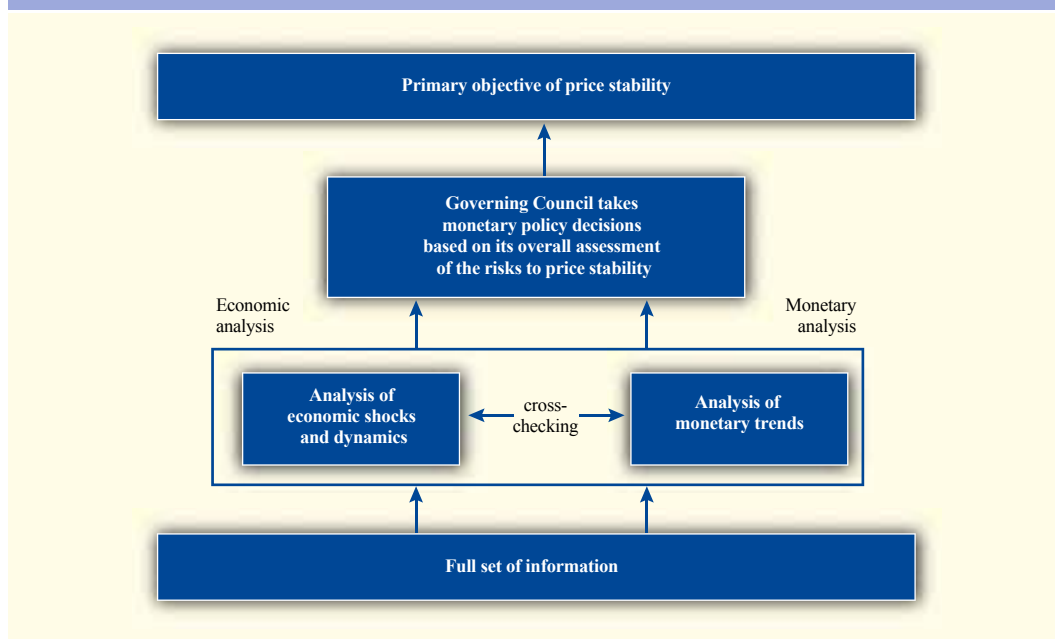 Primary objective of price stability
Governing Council takes
monetary policy decisions
based on its overall assessment
of the risks to price stability
Economic
analysis
Monetary
analysis
Analysis of
economic shocks
and dynamics
cross-
checking
Analysis of
monetary trends
Full set of information